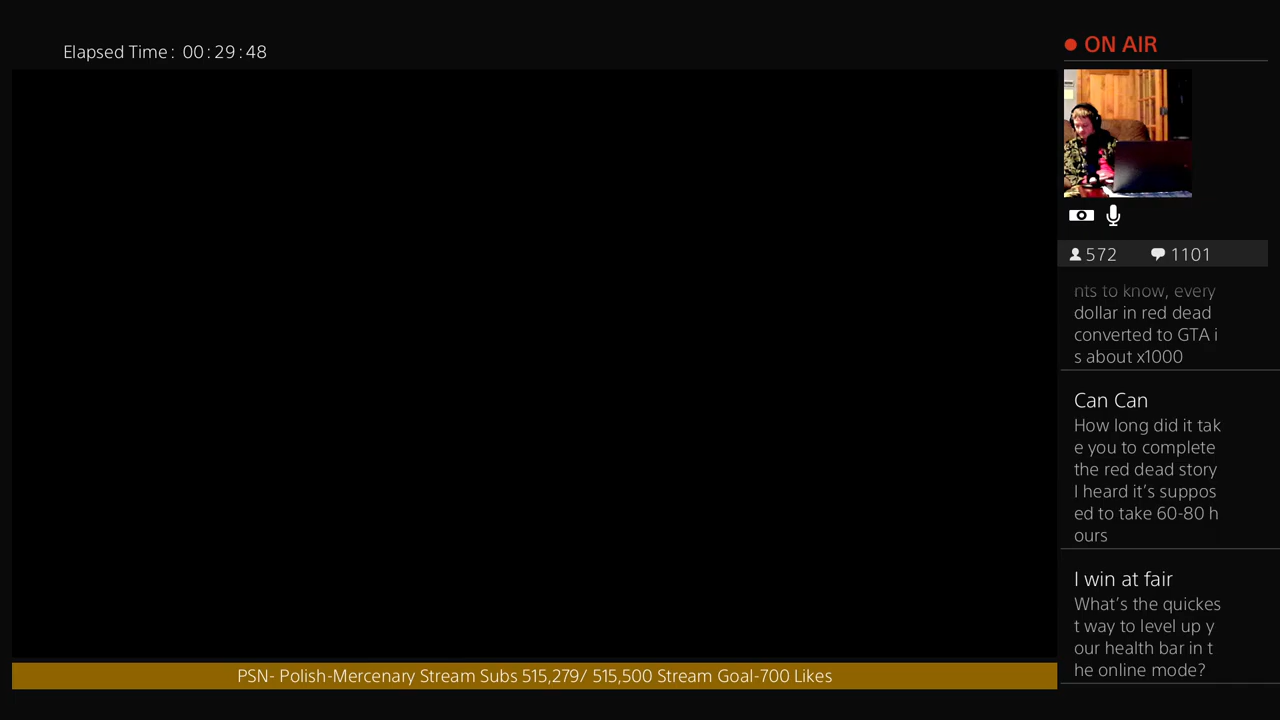 Elapsed Time: 00:29:48
ON AIR
572 1101
nts to know, every
dollar in red dead
converted to GTA i
s about x1000
Can Can
How long did it tak
e you to complete
the red dead story
I heard it's suppos
ed to take 60-80 h
ours
I win at fair
What's the quickes
t way to level up y
our health bar in t
he online mode?
PSN- Polish-Mercenary Stream Subs 515,279/ 515,500 Stream Goal-700 Likes